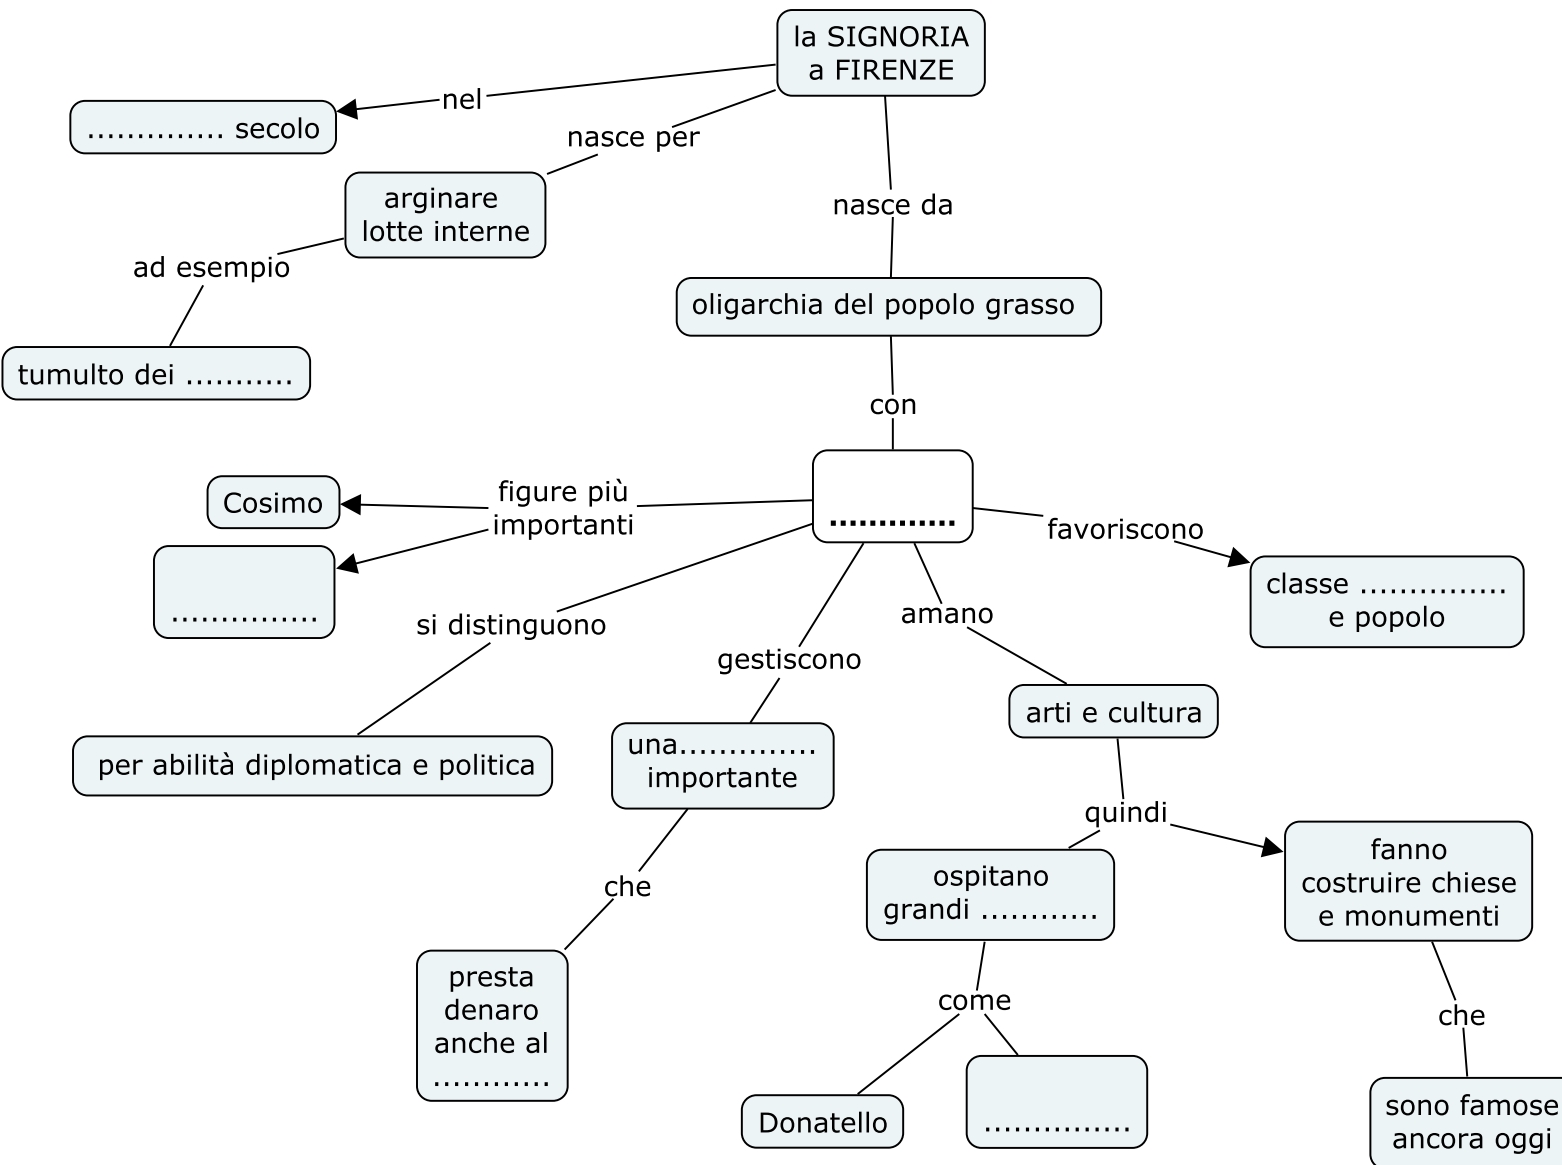 la SIGNORIA
a FIRENZE
nel
.............. secolo
nasce per
arginare
lotte interne
nasce da
ad esempio
oligarchia del popolo grasso
tumulto dei ...........
con
.............
figure più
importanti
Cosimo
...............
favoriscono
classe ...............
e popolo
si distinguono
per abilità diplomatica e politica
gestiscono
una..............
importante
amano
arti e cultura
quindi
che
presta
denaro
anche al
............
ospitano
grandi ............
fanno
costruire chiese
e monumenti
come
Donatello
...............
che
sono famose
ancora oggi